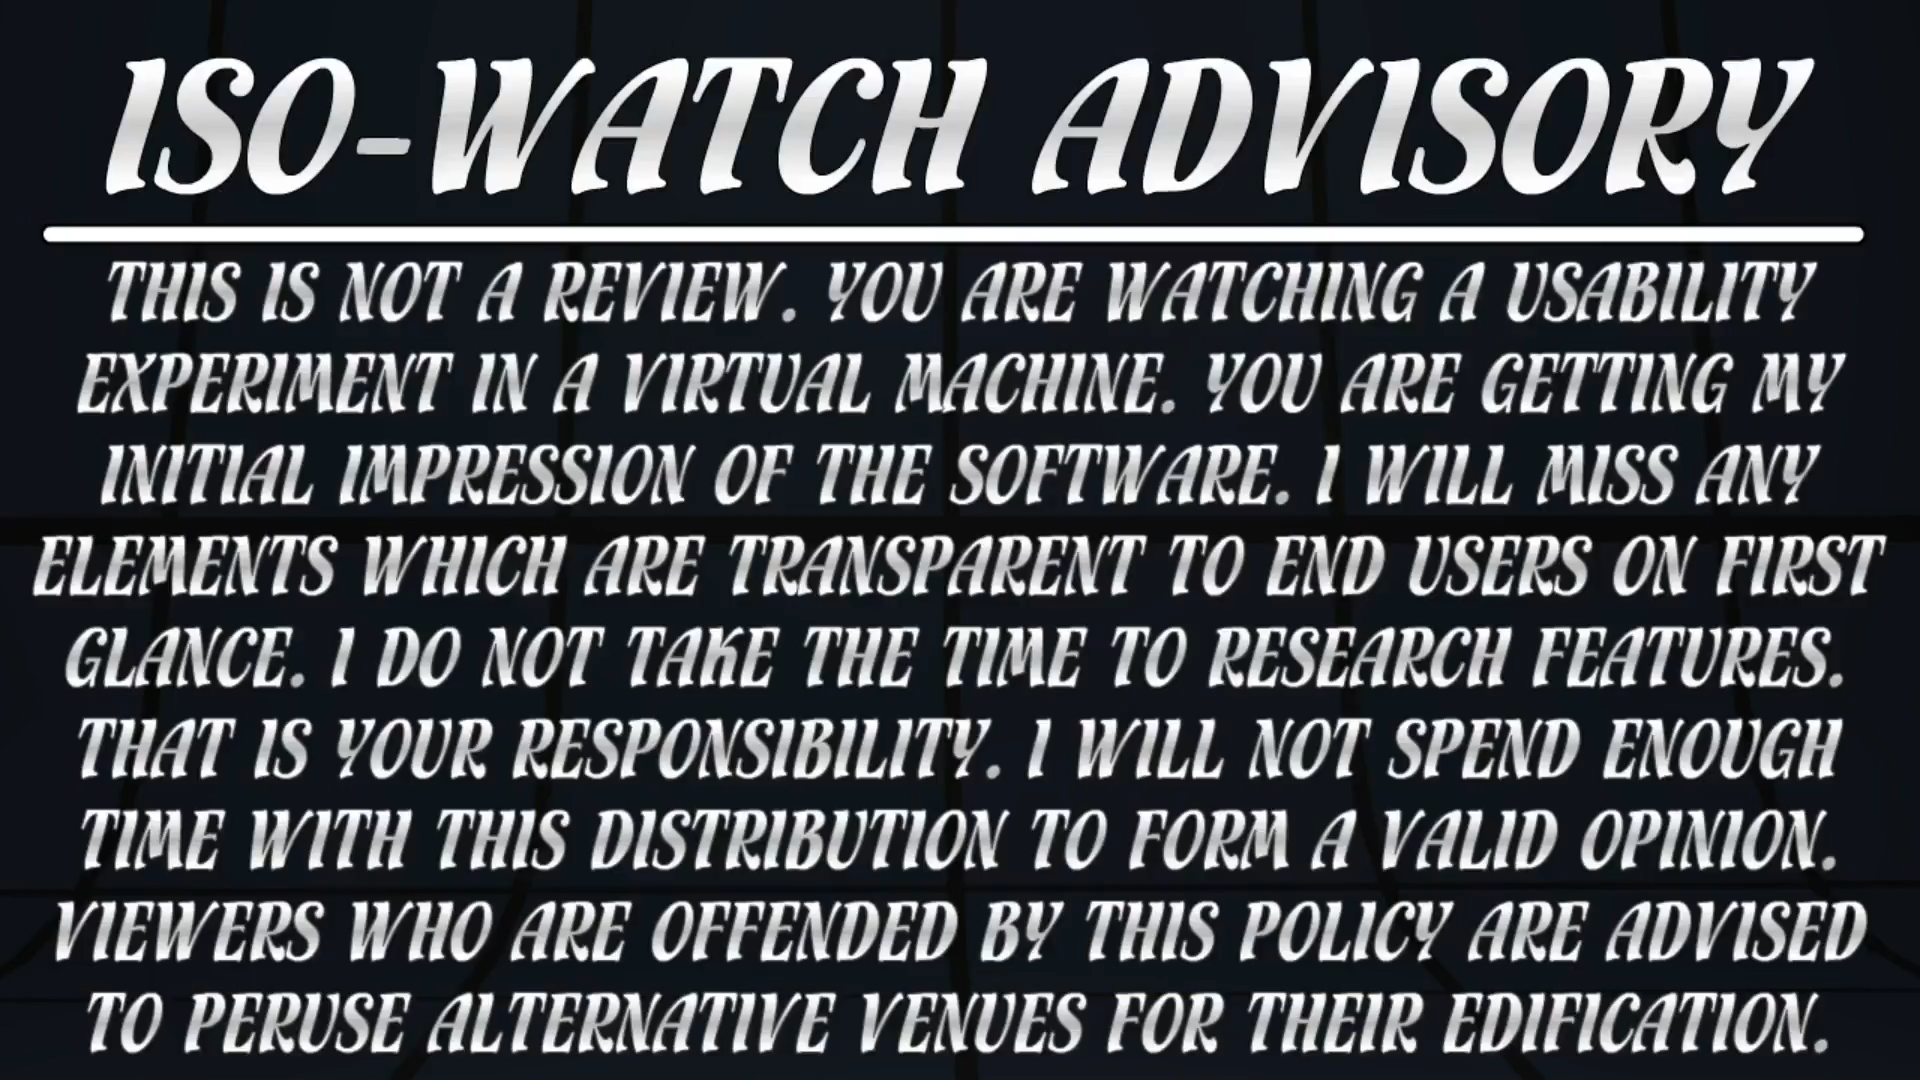 ISO-WATCH ADVISORY
THIS IS NOT A REVIEW. YOU ARE WATCHING A USABILITY
EXPERIMENT IN A VIRTUAL MACHINE. YOU ARE GETTING MY
INITIAL IMPRESSION OF THE SOFTWARE. I WILL MISS ANY
ELEMENTS WHICH ARE TRANSPARENT TO END USERS ON FIRST
GLANCE. I DO NOT TAKE THE TIME TO RESEARCH FEATURES.
THAT IS YOUR RESPONSIBILITY. I WILL NOT SPEND ENOUGH
TIME WITH THIS DISTRIBUTION TO FORM A VALID OPINION.
VIEWERS WHO ARE OFFENDED BY THIS POLICY ARE ADVISED
TO PERUSE ALTERNATIVE VENUES FOR THEIR EDIFICATION.